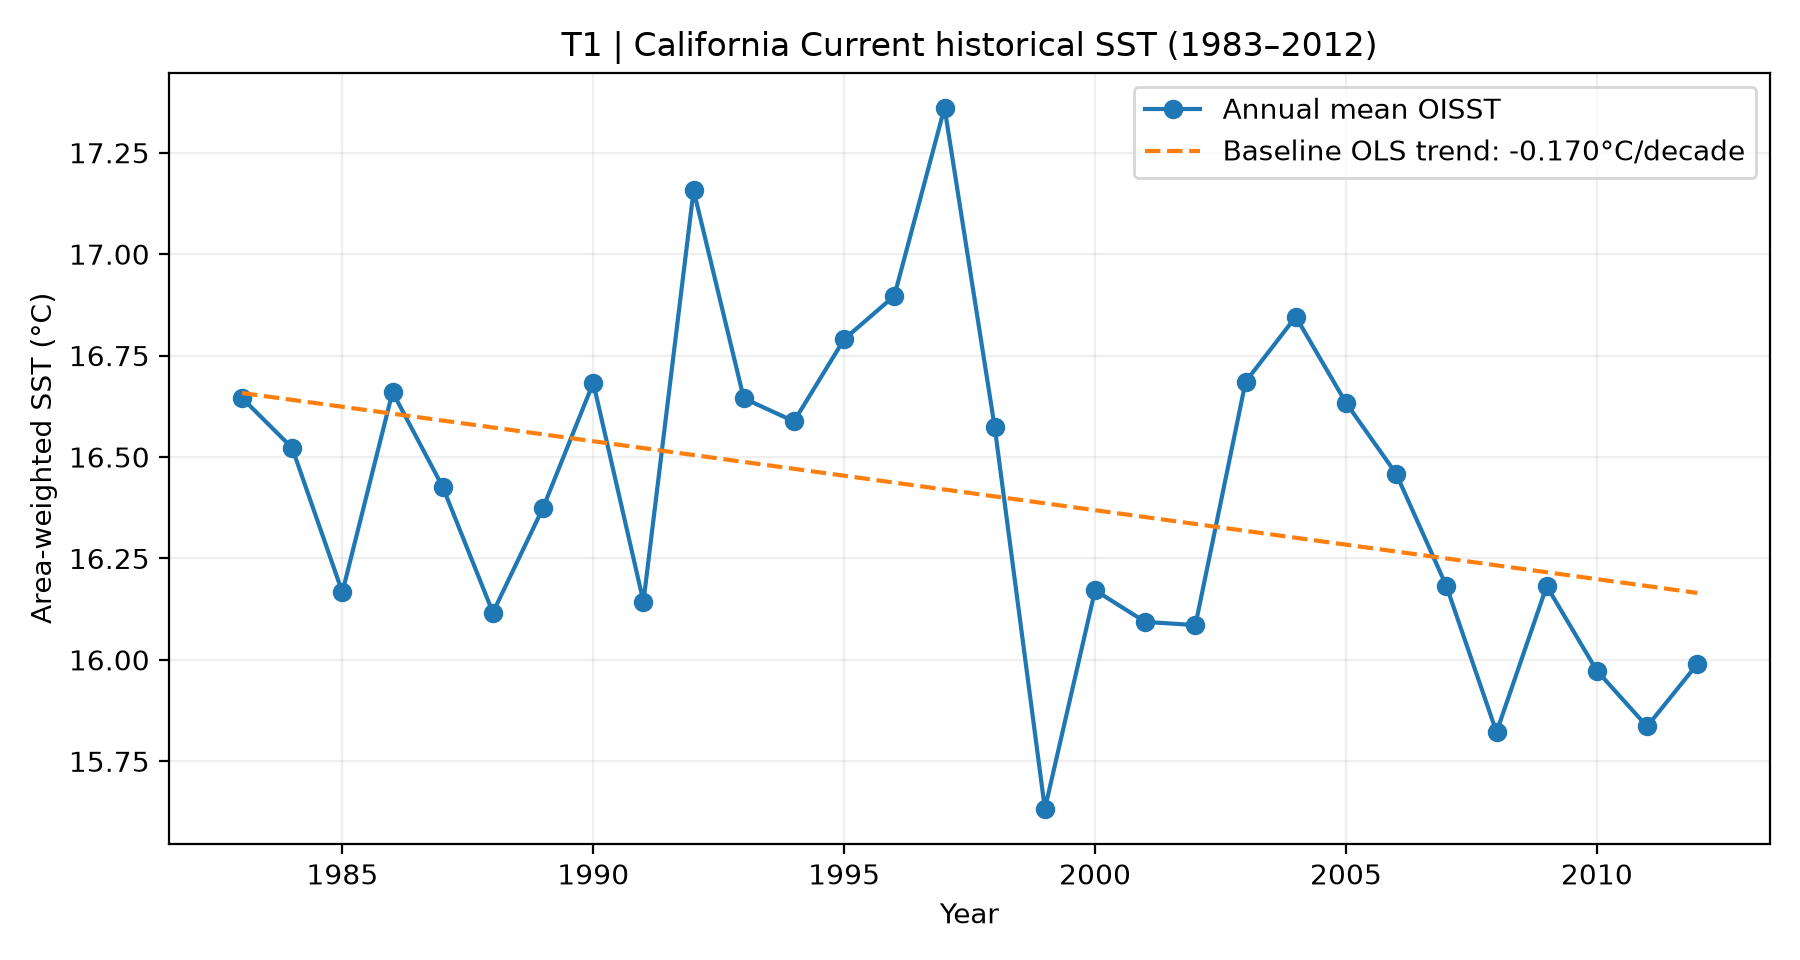 T1 | California Current historical SST (1983–2012)
Annual mean OISST
Baseline OLS trend: -0.170°C/decade
Area-weighted SST (°C)
17.25
17.00
16.75
16.50
16.25
16.00
15.75
1985 1990 1995 2000 2005 2010
Year